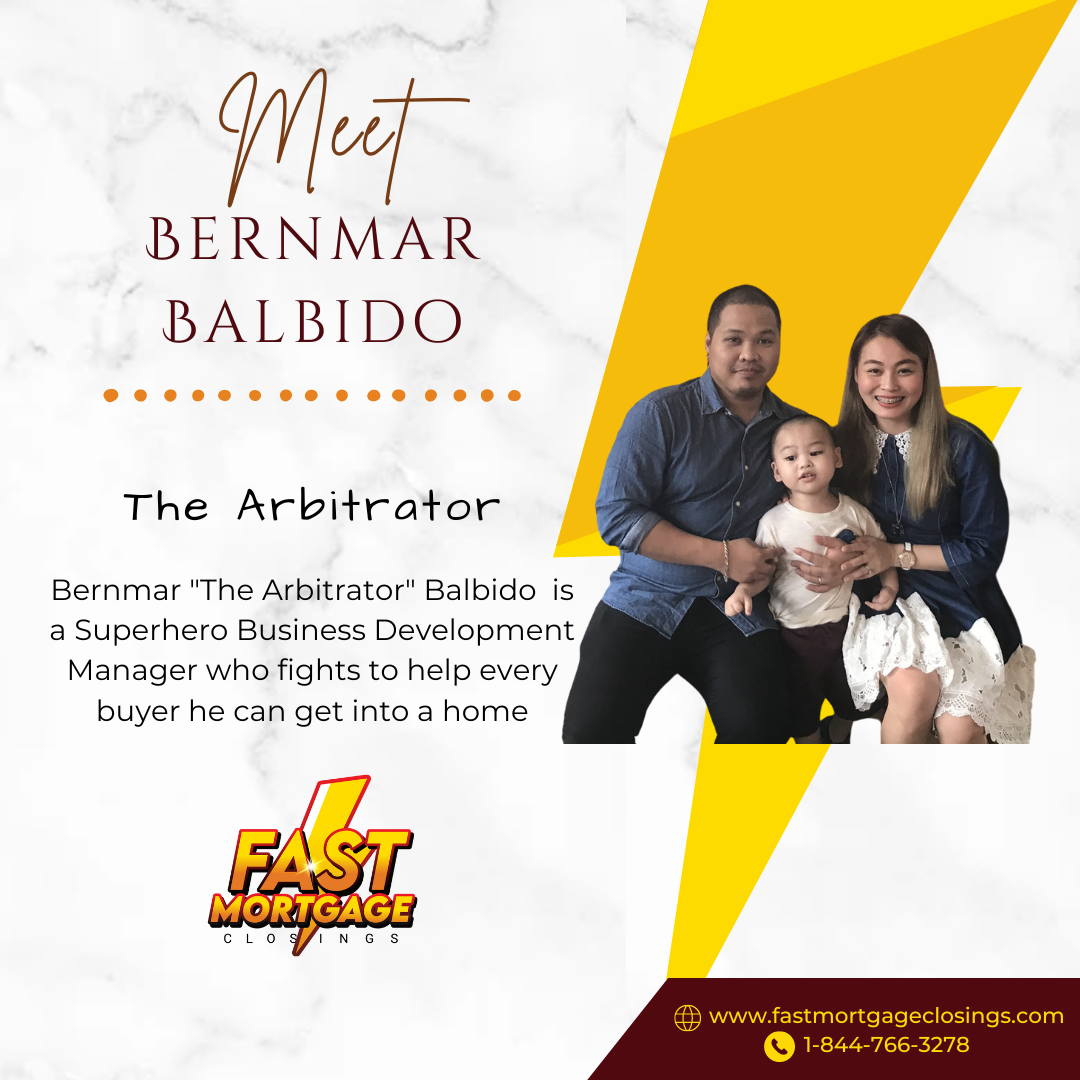 Meet
BERNMAR
BALBIDO
The Arbitrator
Bernmar "The Arbitrator" Balbido is
a Superhero Business Development
Manager who fights to help every
buyer he can get into a home
FAST
MORTGAGE
CLOSINGS
www.fastmortgageclosings.com
1-844-766-3278